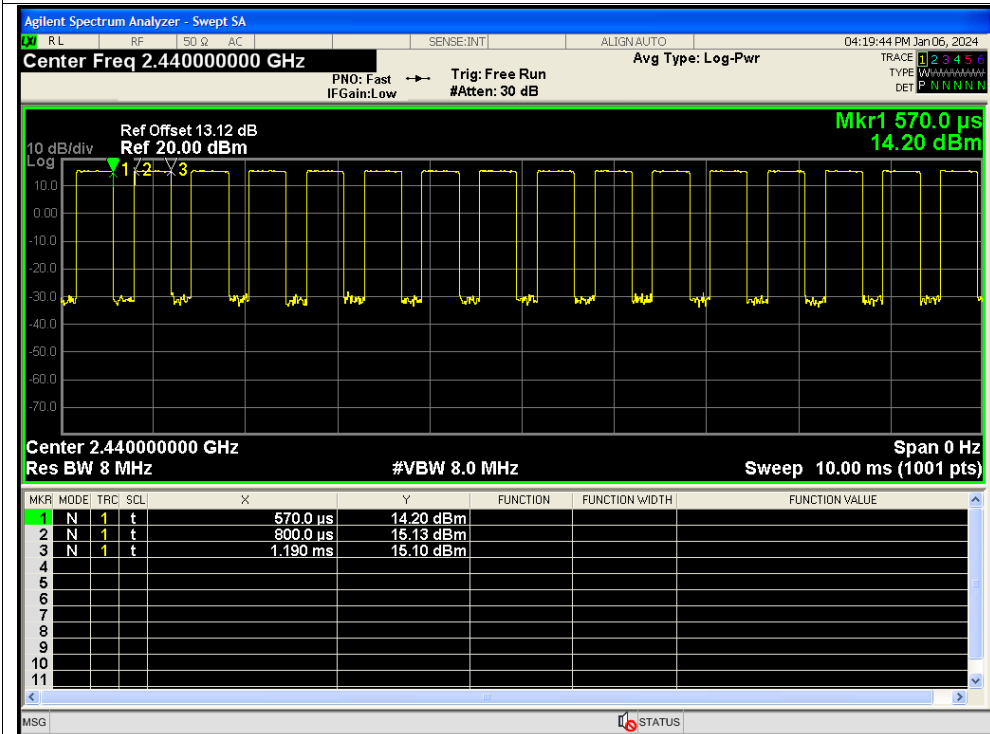 Agilent Spectrum Analyzer - Swept SA
LXI RL RF 50 Ω AC SENSE:INT ALIGNAUTO 04:19:44 PM Jan 06, 2024
Center Freq 2.440000000 GHz
PNO: Fast
IFGain:Low
Trig: Free Run
#Atten: 30 dB
Avg Type: Log-Pwr
TRACE 1 2 3 4 5 6
TYPE W
DET P N N N N N
Mkr1 570.0 µs
14.20 dBm
Ref Offset 13.12 dB
10 dB/div Ref 20.00 dBm
Log
1 2 3
10.0
0.00
-10.0
-20.0
-30.0
-40.0
-50.0
-60.0
-70.0
Center 2.440000000 GHz Span 0 Hz
Res BW 8 MHz #VBW 8.0 MHz Sweep 10.00 ms (1001 pts)
MKR MODE TRC SCL X Y FUNCTION FUNCTION WIDTH FUNCTION VALUE
1 N 1 t 570.0 µs 14.20 dBm
2 N 1 t 800.0 µs 15.13 dBm
3 N 1 t 1.190 ms 15.10 dBm
4
5
6
7
8
9
10
11
MSG STATUS